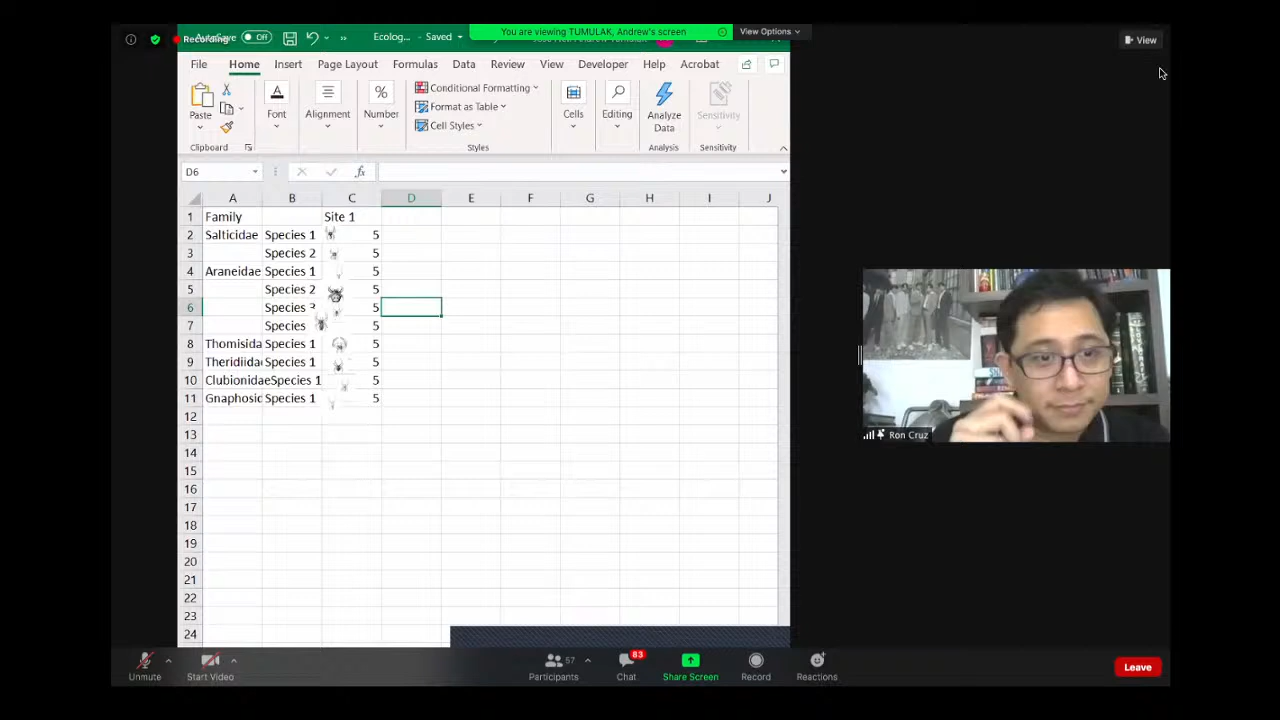 You are viewing TUMULAK, Andrew's screen
View Options
View
Recording
Off
Ecolog... - Saved
File Home Insert Page Layout Formulas Data Review View Developer Help Acrobat
Paste
Font
Alignment
Number
Conditional Formatting
Format as Table
Cell Styles
Cells
Editing
Analyze
Data
Sensitivity
Clipboard
Styles
Analysis
Sensitivity
D6
fx
A B C D E F G H I J
1 Family Site 1
2 Salticidae Species 1 5
3 Species 2 5
4 Araneidae Species 1 5
5 Species 2 5
6 Species 3 5
7 Species 5
8 Thomisida Species 1 5
9 Theridiida Species 1 5
10 Clubionidae Species 1 5
11 Gnaphosid Species 1 5
12
13
14
15
16
17
18
19
20
21
22
23
24
Ron Cruz
Unmute
Start Video
57
Participants
83
Chat
Share Screen
Record
Reactions
Leave